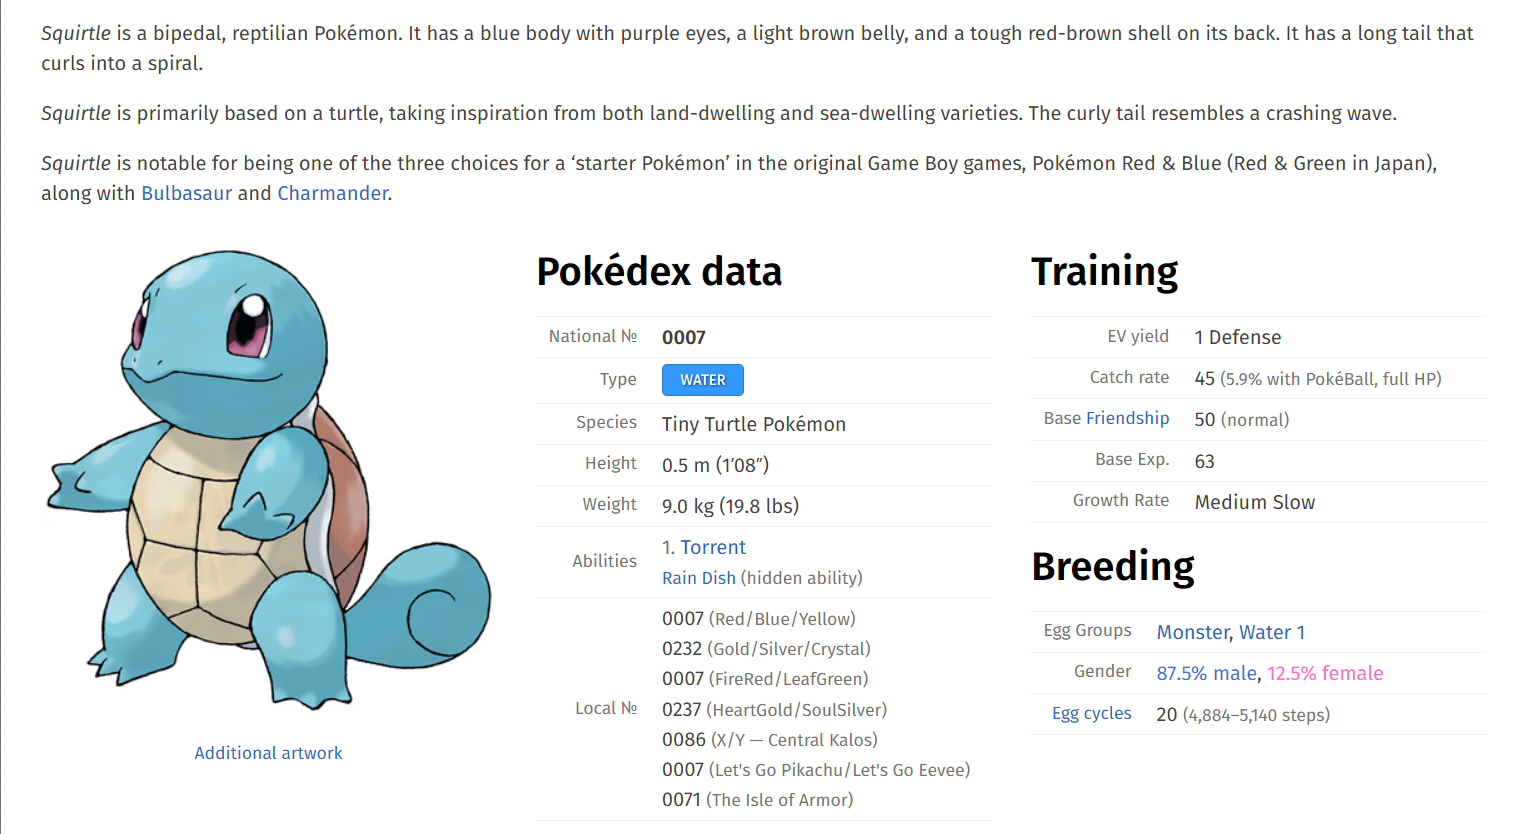 Squirtle is a bipedal, reptilian Pokémon. It has a blue body with purple eyes, a light brown belly, and a tough red-brown shell on its back. It has a long tail that
curls into a spiral.
Squirtle is primarily based on a turtle, taking inspiration from both land-dwelling and sea-dwelling varieties. The curly tail resembles a crashing wave.
Squirtle is notable for being one of the three choices for a ‘starter Pokémon’ in the original Game Boy games, Pokémon Red & Blue (Red & Green in Japan),
along with Bulbasaur and Charmander.
Additional artwork
Pokédex data
National № 0007
Type WATER
Species Tiny Turtle Pokémon
Height 0.5 m (1′08″)
Weight 9.0 kg (19.8 lbs)
Abilities 1. Torrent
Rain Dish (hidden ability)
Local № 0007 (Red/Blue/Yellow)
0232 (Gold/Silver/Crystal)
0007 (FireRed/LeafGreen)
0237 (HeartGold/SoulSilver)
0086 (X/Y — Central Kalos)
0007 (Let's Go Pikachu/Let's Go Eevee)
0071 (The Isle of Armor)
Training
EV yield 1 Defense
Catch rate 45 (5.9% with PokéBall, full HP)
Base Friendship 50 (normal)
Base Exp. 63
Growth Rate Medium Slow
Breeding
Egg Groups Monster, Water 1
Gender 87.5% male, 12.5% female
Egg cycles 20 (4,884–5,140 steps)